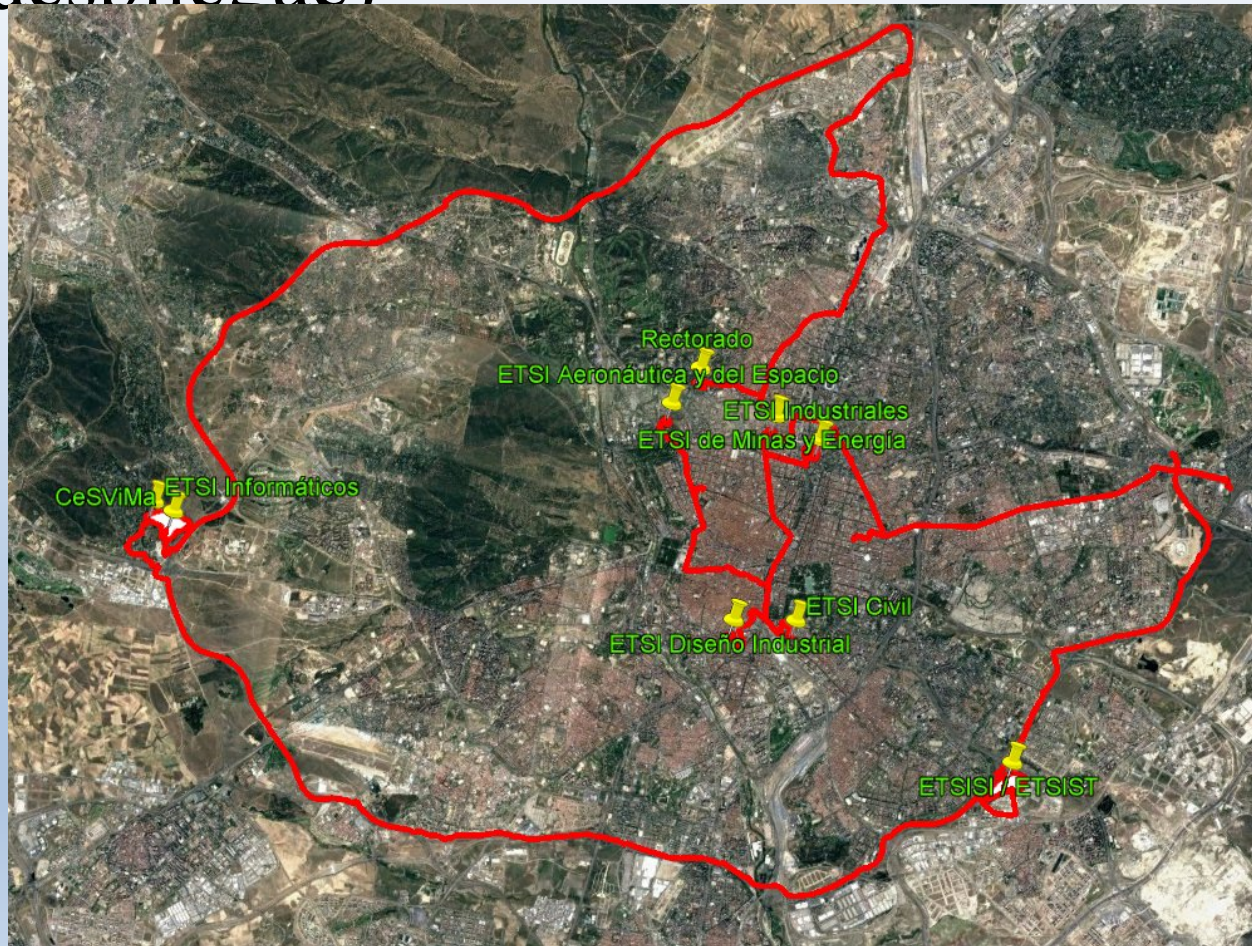 Rectorado
ETSI Aeronáutica y del Espacio
ETSI Industriales
ETSI de Minas y Energía
CeSViMa
ETSI Informáticos
ETSI Civil
ETSI Diseño Industrial
ETSISI / ETSIST